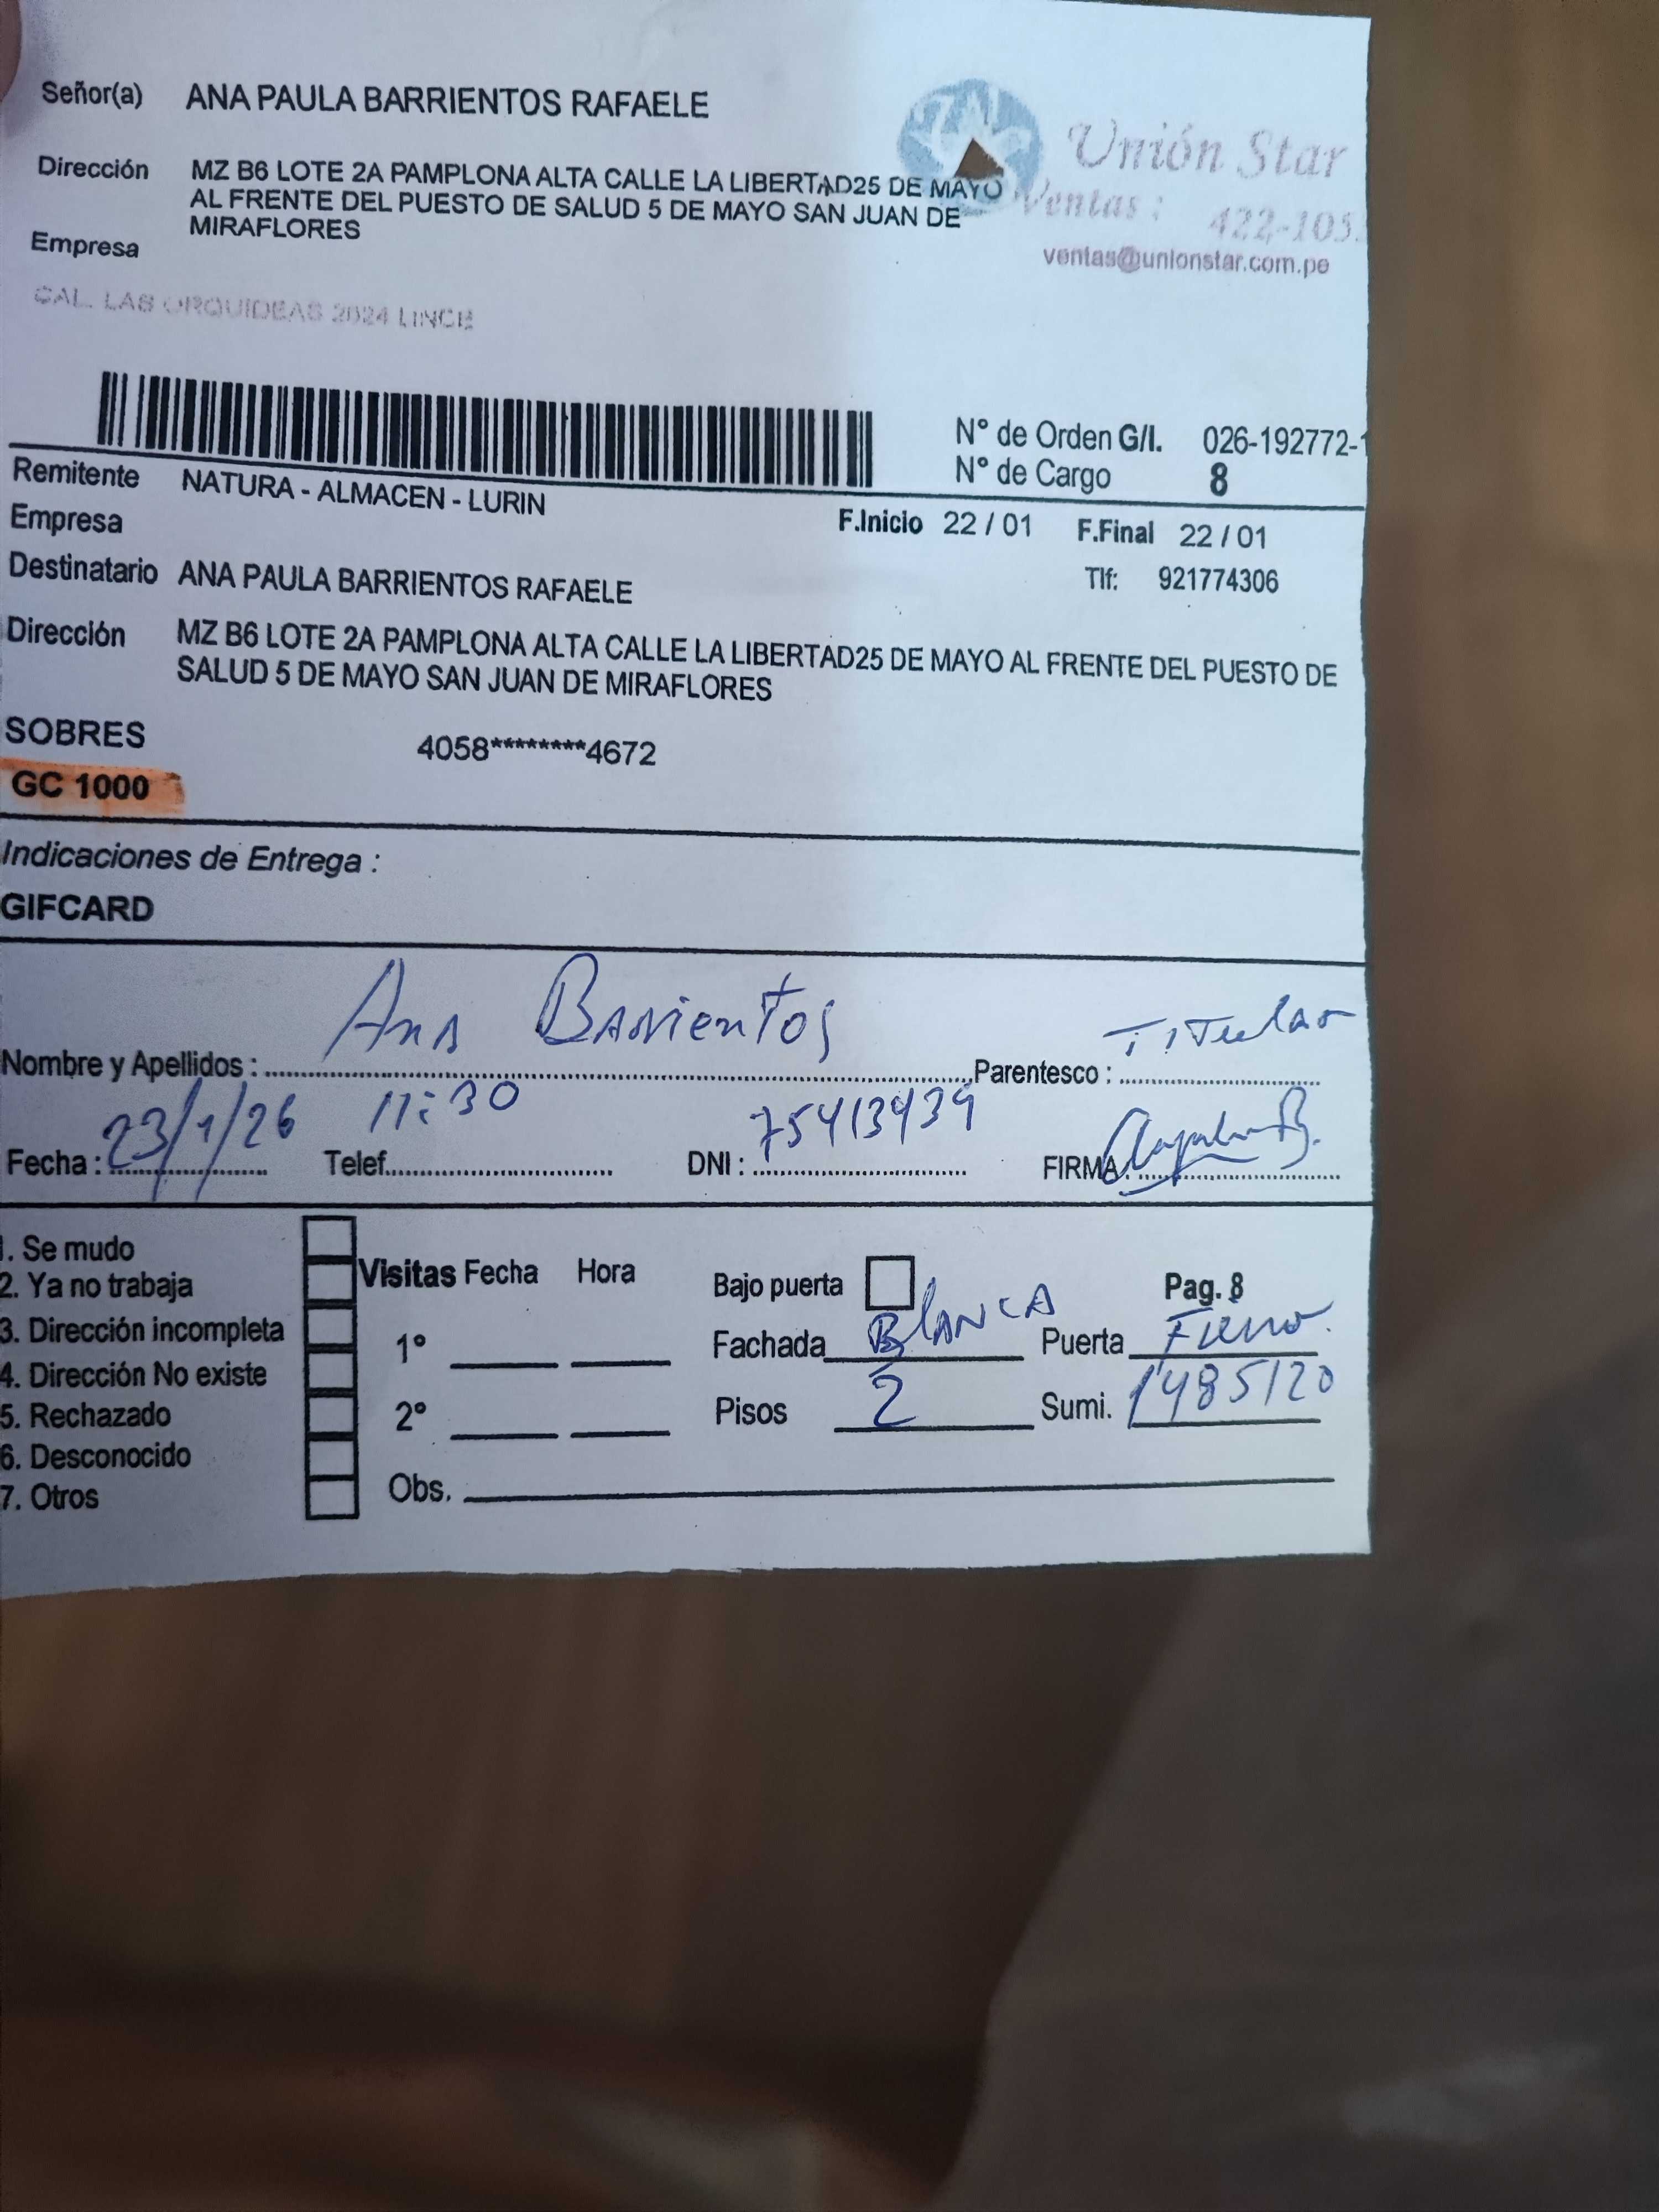 Señor(a) ANA PAULA BARRIENTOS RAFAELE
Unión Star
Dirección MZ B6 LOTE 2A PAMPLONA ALTA CALLE LA LIBERTAD25 DE MAYO
AL FRENTE DEL PUESTO DE SALUD 5 DE MAYO SAN JUAN DE
MIRAFLORES
Ventas : 422-105
ventas@unionstar.com.pe
Empresa
CAL. LAS ORQUIDEAS 2024 LINCE
N° de Orden G/I. 026-192772-1
N° de Cargo 8
Remitente NATURA - ALMACEN - LURIN
Empresa
F.Inicio 22 / 01 F.Final 22 / 01
Destinatario ANA PAULA BARRIENTOS RAFAELE
Tlf: 921774306
Dirección MZ B6 LOTE 2A PAMPLONA ALTA CALLE LA LIBERTAD25 DE MAYO AL FRENTE DEL PUESTO DE
SALUD 5 DE MAYO SAN JUAN DE MIRAFLORES
SOBRES 4058********4672
GC 1000
Indicaciones de Entrega :
GIFCARD
Nombre y Apellidos : Ana Barrientos Parentesco : Titular
Fecha : 23/1/26 11:30 Telef. DNI : 75413439 FIRMA:
1. Se mudo
2. Ya no trabaja
3. Dirección incompleta
4. Dirección No existe
5. Rechazado
6. Desconocido
7. Otros
Visitas Fecha Hora
1°
2°
Obs.
Bajo puerta Pag. 8
Fachada BLANCA Puerta Fierro.
Pisos 2 Sumi. 1485120